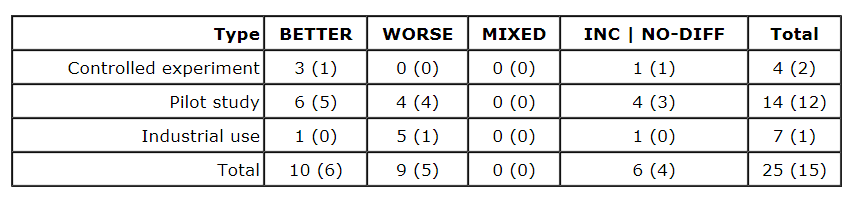 Type BETTER WORSE MIXED INC | NO-DIFF Total
Controlled experiment 3 (1) 0 (0) 0 (0) 1 (1) 4 (2)
Pilot study 6 (5) 4 (4) 0 (0) 4 (3) 14 (12)
Industrial use 1 (0) 5 (1) 0 (0) 1 (0) 7 (1)
Total 10 (6) 9 (5) 0 (0) 6 (4) 25 (15)